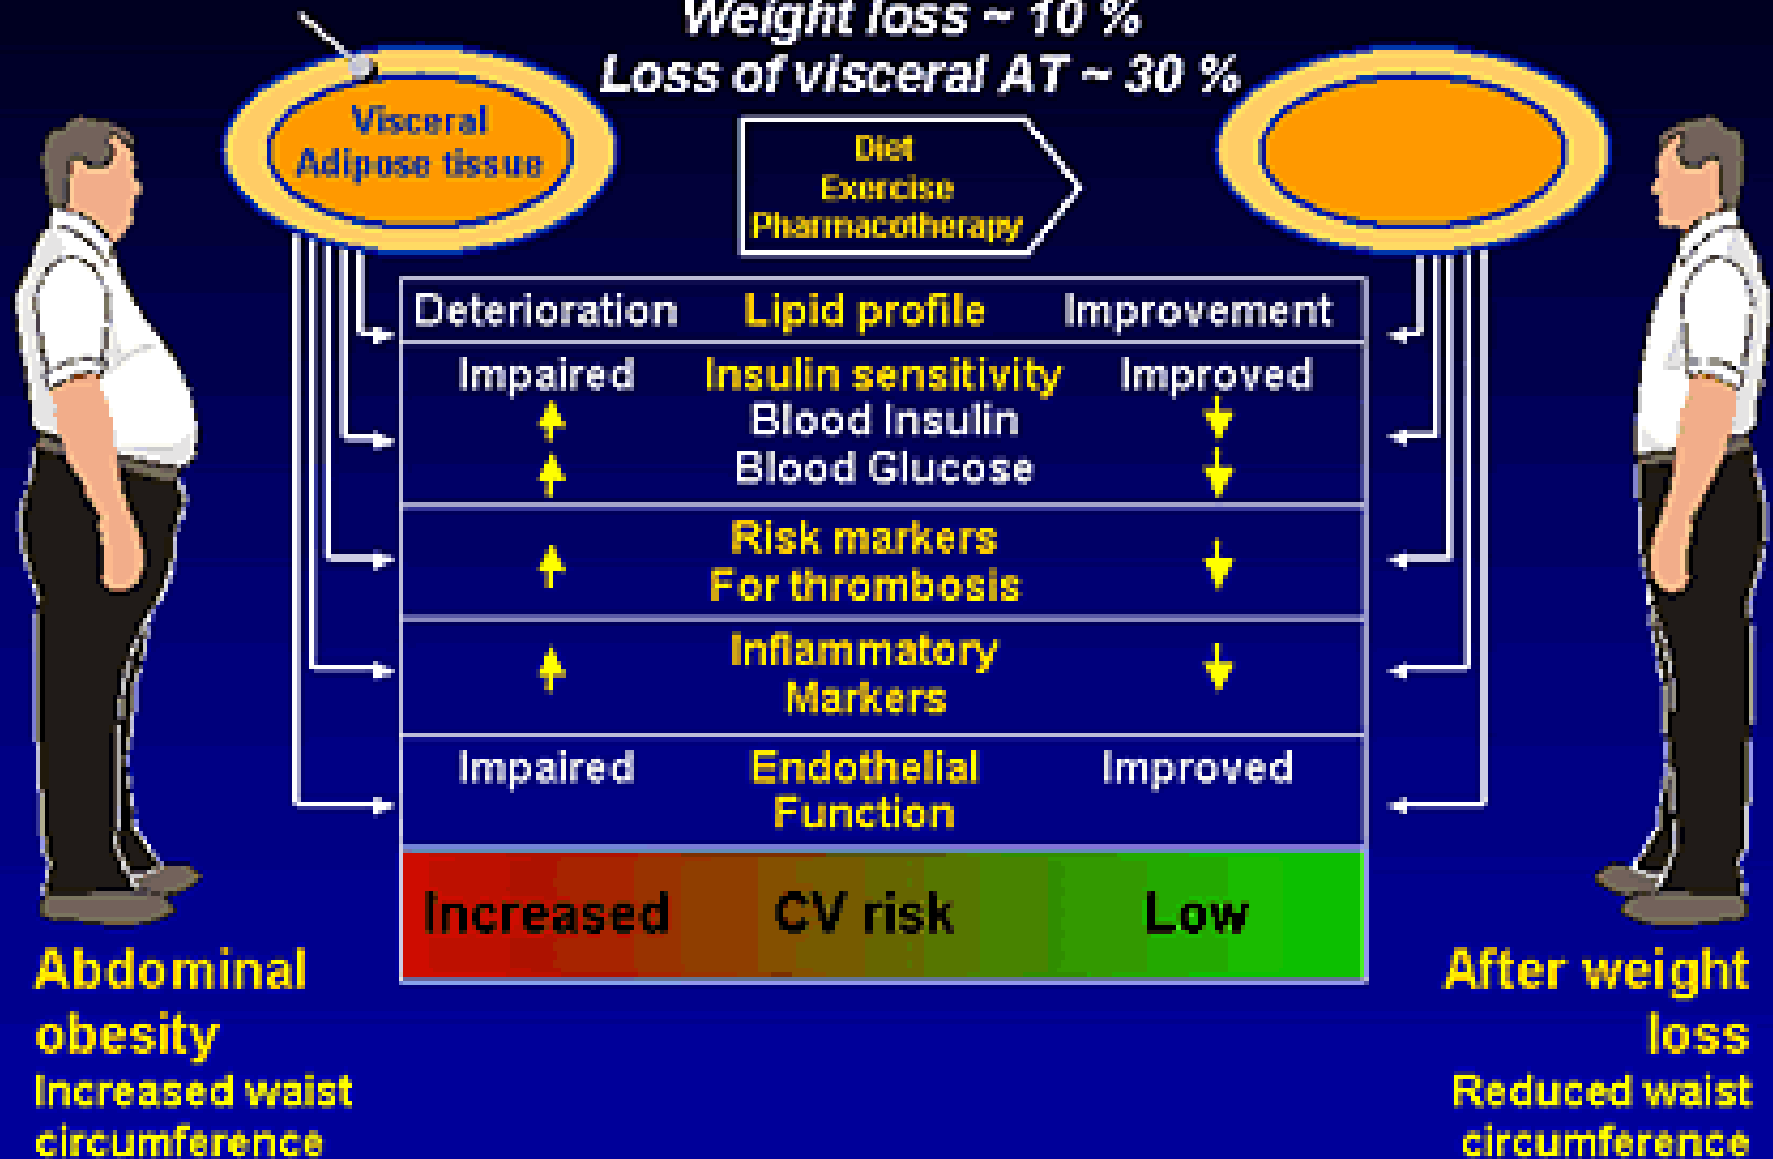 Weight loss ~ 10 %
Loss of visceral AT ~ 30 %
Visceral
Adipose tissue
Diet
Exercise
Pharmacotherapy
Deterioration Lipid profile Improvement
Impaired Insulin sensitivity Improved
Blood Insulin
Blood Glucose
Risk markers
For thrombosis
Inflammatory
Markers
Impaired Endothelial Improved
Function
Increased CV risk Low
Abdominal
obesity
Increased waist
circumference
After weight
loss
Reduced waist
circumference